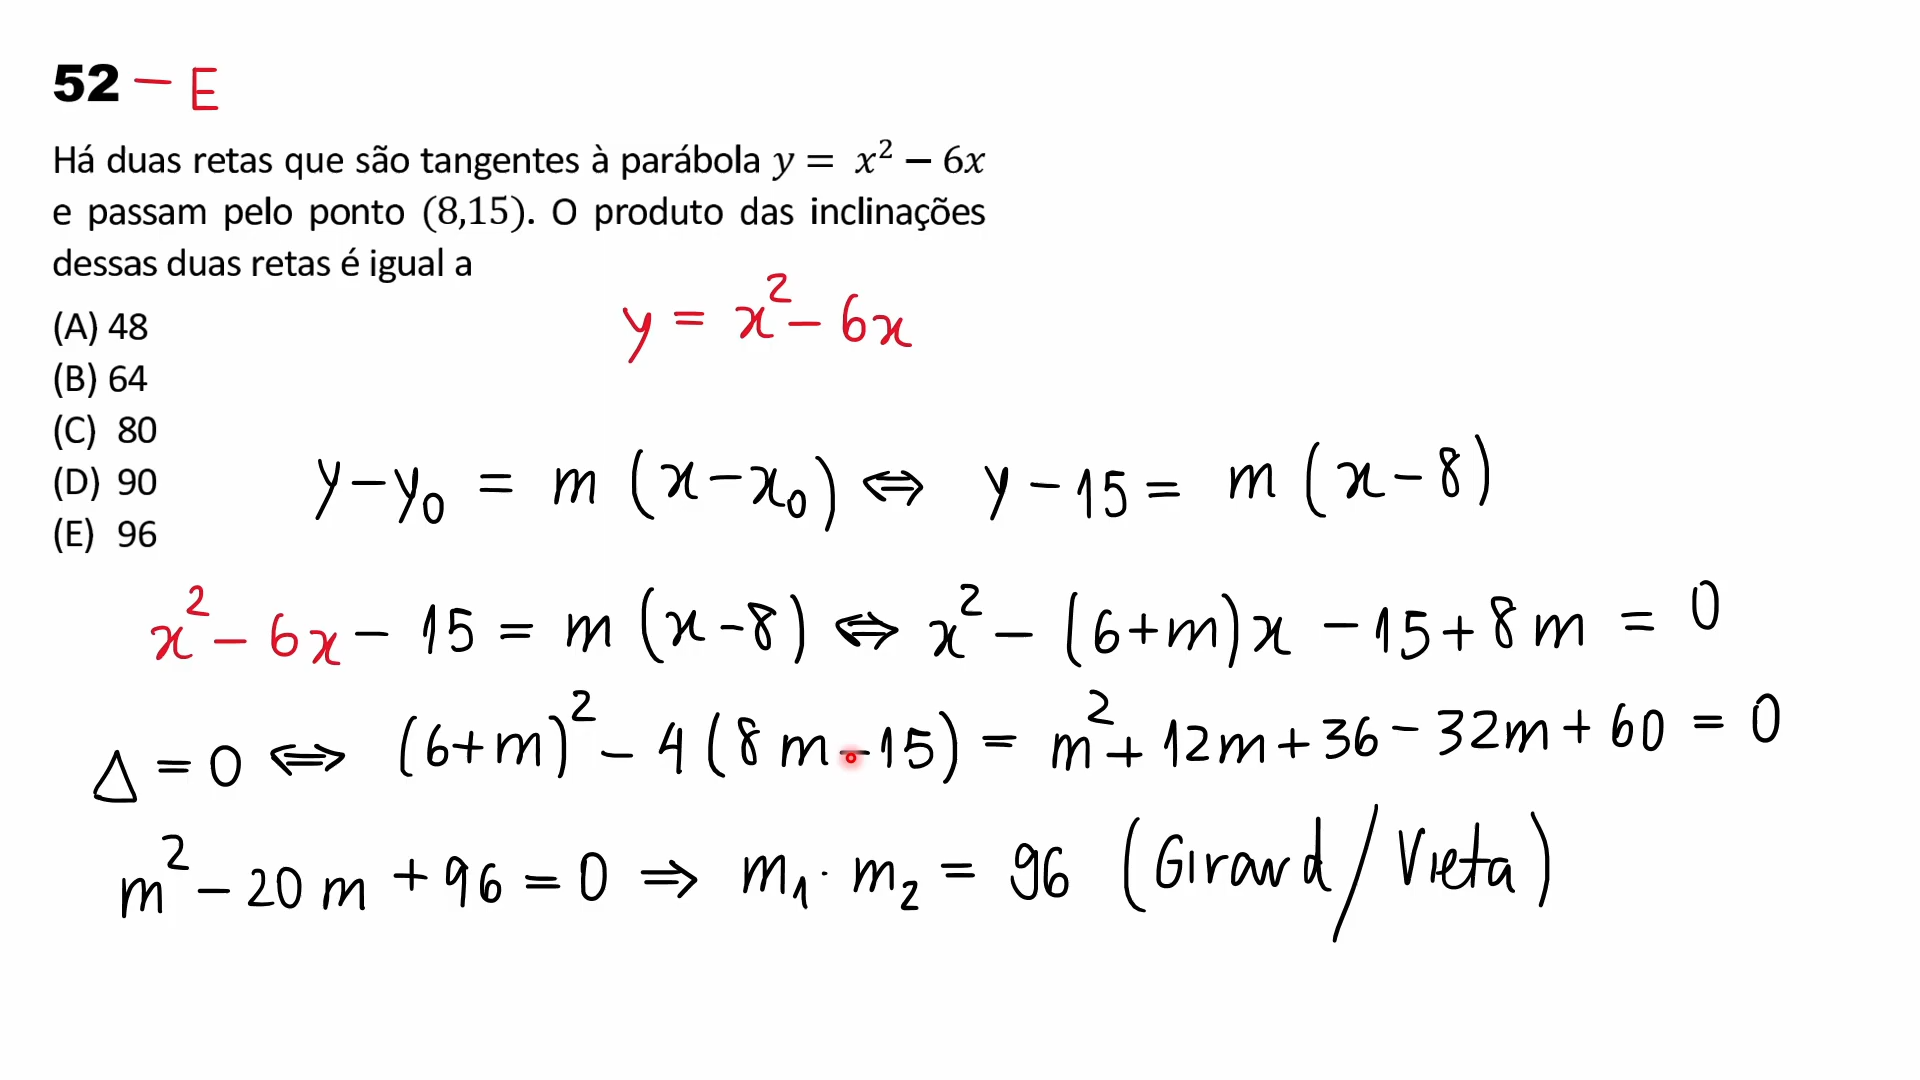 52 - E
Há duas retas que são tangentes à parábola y = x² − 6x
e passam pelo ponto (8,15). O produto das inclinações
dessas duas retas é igual a
y = x² - 6x
(A) 48
(B) 64
(C) 80
(D) 90
(E) 96
y - y₀ = m (x - x₀) ⇔ y - 15 = m (x - 8)
x² - 6x - 15 = m (x - 8) ⇔ x² - (6+m)x - 15 + 8m = 0
Δ = 0 ⇔ (6+m)² - 4 (8m - 15) = m² + 12m + 36 - 32m + 60 = 0
m² - 20m + 96 = 0 ⇒ m₁ · m₂ = 96 (Girard / Vieta)